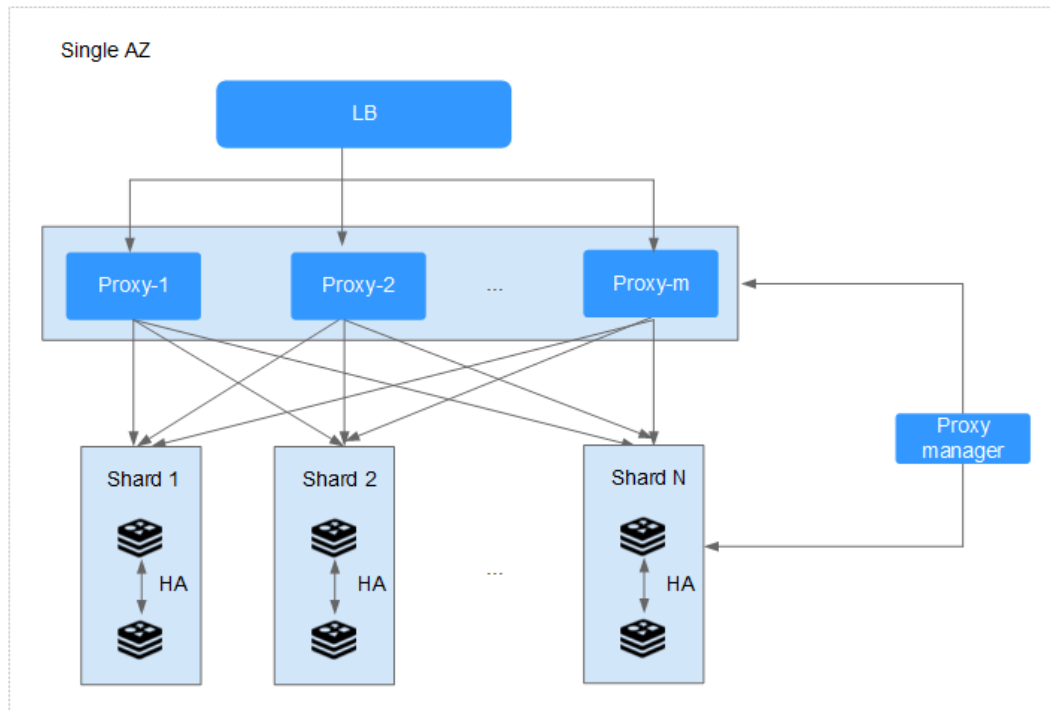 Single AZ
LB
Proxy-1
Proxy-2
...
Proxy-m
Proxy
manager
Shard 1
Shard 2
Shard N
HA
HA
...
HA